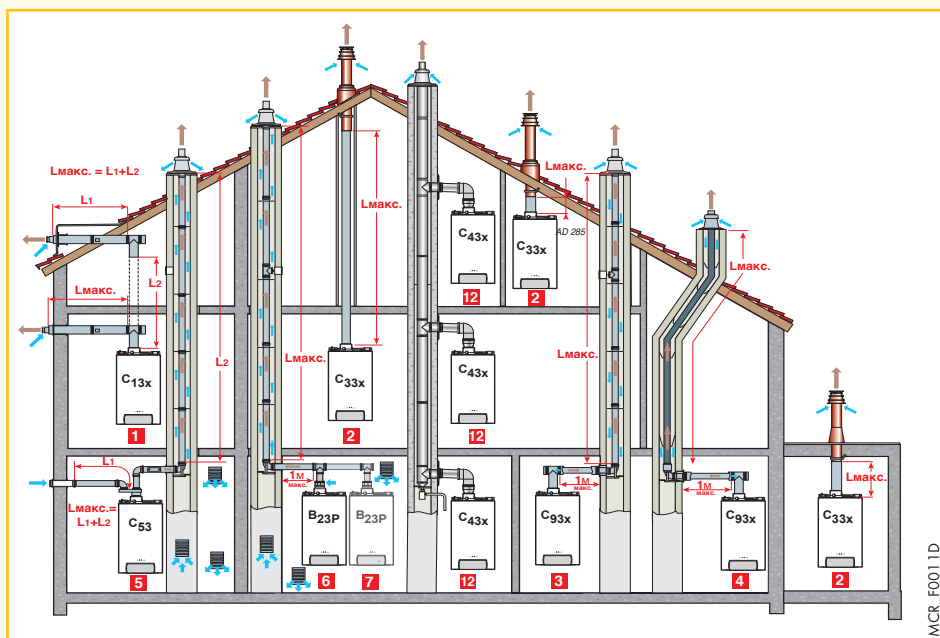 Lмакс. = L1+L2
L1
L2
Lмакс.
C13x
1
L1
Lмакс.=
L1+L2
C53
5
L2
Lмакс.
1м
макс.
B23P
6
B23P
7
Lмакс.
C33x
2
C43x
12
C43x
12
C43x
12
AD 285
C33x
2
Lмакс.
Lмакс.
1м
макс.
C93x
3
Lмакс.
1м
макс.
C93x
4
Lмакс.
C33x
2
MCR_F0011D